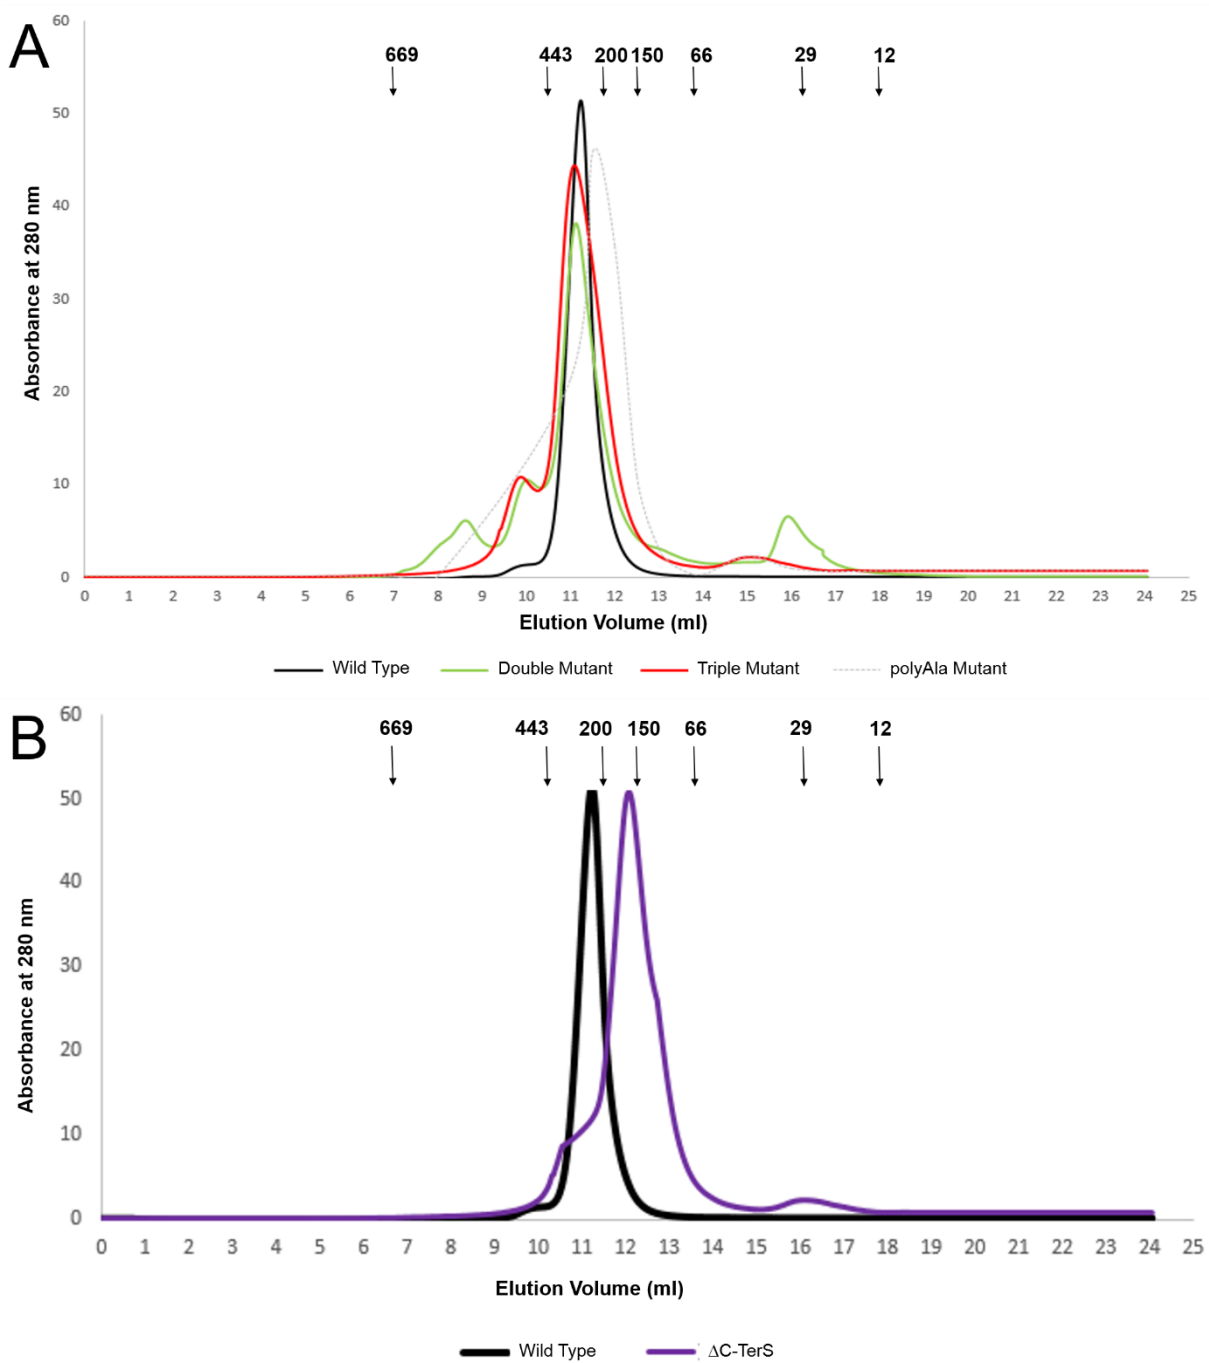 A
60
669 443 200 150 66 29 12
50
40
30
20
10
0
Absorbance at 280 nm
0 1 2 3 4 5 6 7 8 9 10 11 12 13 14 15 16 17 18 19 20 21 22 23 24 25
Elution Volume (ml)
Wild Type Double Mutant Triple Mutant polyAla Mutant
B
60
669 443 200 150 66 29 12
50
40
30
20
10
0
Absorbance at 280 nm
0 1 2 3 4 5 6 7 8 9 10 11 12 13 14 15 16 17 18 19 20 21 22 23 24 25
Elution Volume (ml)
Wild Type ΔC-TerS